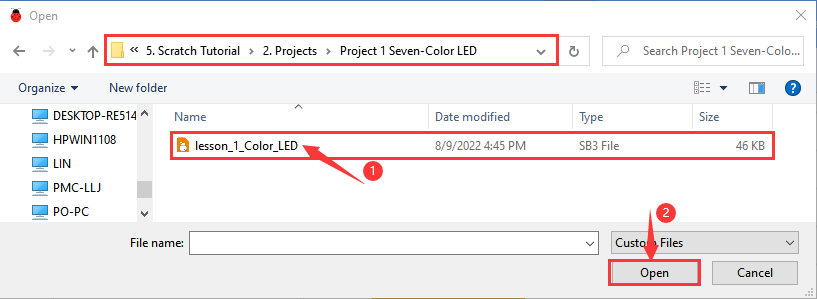 Open
« 5. Scratch Tutorial > 2. Projects > Project 1 Seven-Color LED
Search Project 1 Seven-Colo...
Organize New folder
?
Name Date modified Type Size
DESKTOP-RE514
HPWIN1108
LIN
PMC-LLJ
PO-PC
lesson_1_Color_LED 8/9/2022 4:45 PM SB3 File 46 KB
1
2
File name: Custom Files
Open Cancel